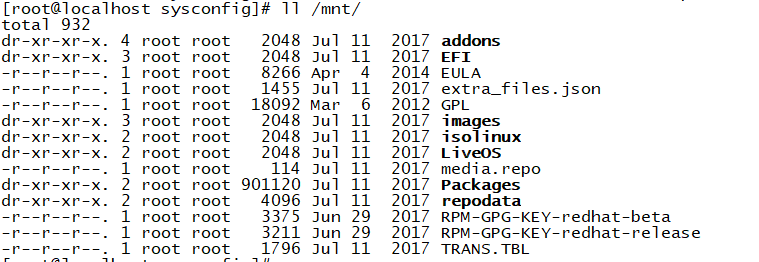 [root@localhost sysconfig]# ll /mnt/
total 932
dr-xr-xr-x. 4 root root   2048 Jul 11  2017 addons
dr-xr-xr-x. 3 root root   2048 Jul 11  2017 EFI
-r--r--r--. 1 root root   8266 Apr  4  2014 EULA
-r--r--r--. 1 root root   1455 Jul 11  2017 extra_files.json
-r--r--r--. 1 root root  18092 Mar  6  2012 GPL
dr-xr-xr-x. 3 root root   2048 Jul 11  2017 images
dr-xr-xr-x. 2 root root   2048 Jul 11  2017 isolinux
dr-xr-xr-x. 2 root root   2048 Jul 11  2017 LiveOS
-r--r--r--. 1 root root    114 Jul 11  2017 media.repo
dr-xr-xr-x. 2 root root 901120 Jul 11  2017 Packages
dr-xr-xr-x. 2 root root   4096 Jul 11  2017 repodata
-r--r--r--. 1 root root   3375 Jun 29  2017 RPM-GPG-KEY-redhat-beta
-r--r--r--. 1 root root   3211 Jun 29  2017 RPM-GPG-KEY-redhat-release
-r--r--r--. 1 root root   1796 Jul 11  2017 TRANS.TBL
[root@localhost sysconfig]#